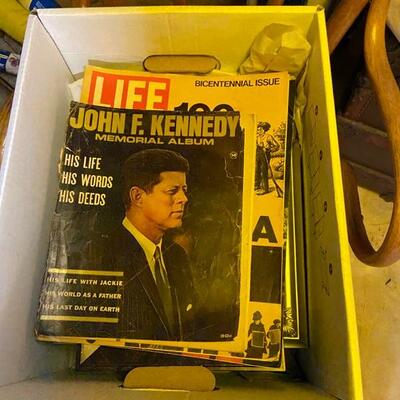 LIFE
BICENTENNIAL ISSUE
100
JOHN F. KENNEDY
MEMORIAL ALBUM
HIS LIFE
HIS WORDS
HIS DEEDS
A
HIS LIFE WITH JACKIE
HIS WORLD AS A FATHER
HIS LAST DAY ON EARTH